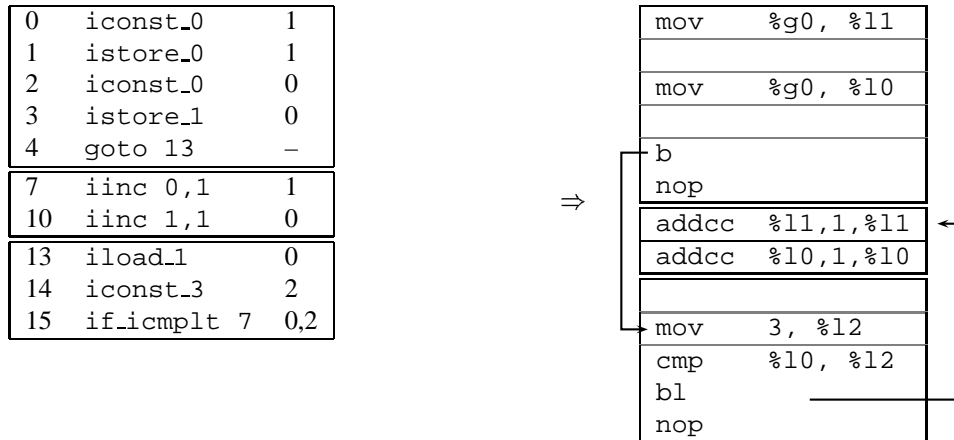 0 iconst_0 1
1 istore_0 1
2 iconst_0 0
3 istore_1 0
4 goto 13 –
7 iinc 0,1 1
10 iinc 1,1 0
13 iload_1 0
14 iconst_3 2
15 if_icmplt 7 0,2
⇒
mov %g0, %l1
mov %g0, %l0
b
nop
addcc %l1,1,%l1
addcc %l0,1,%l0
mov 3, %l2
cmp %l0, %l2
bl
nop